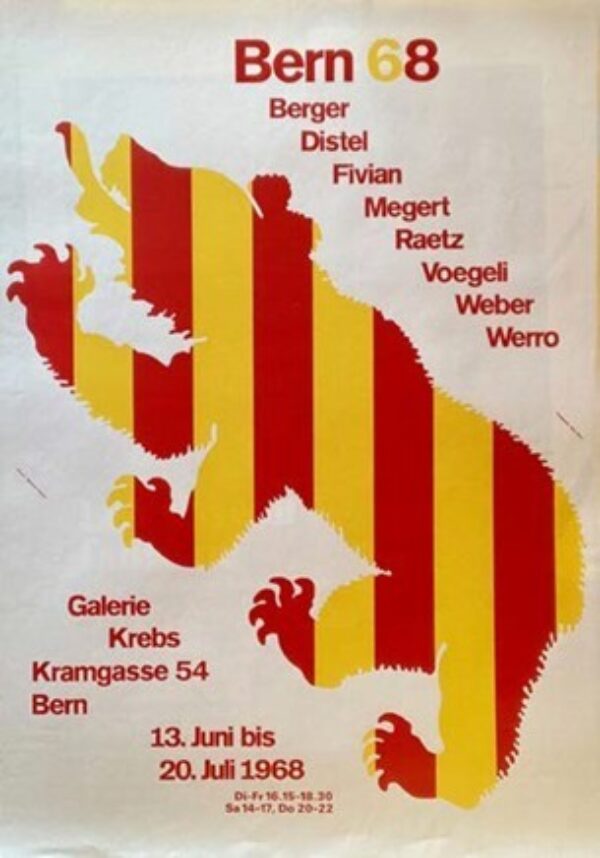 Bern 68
Berger
Distel
Fivian
Megert
Raetz
Voegeli
Weber
Werro
Galerie
Krebs
Kramgasse 54
Bern
13. Juni bis
20. Juli 1968
Di-Fr 16.15-18.30
Sa 14-17, Do 20-22